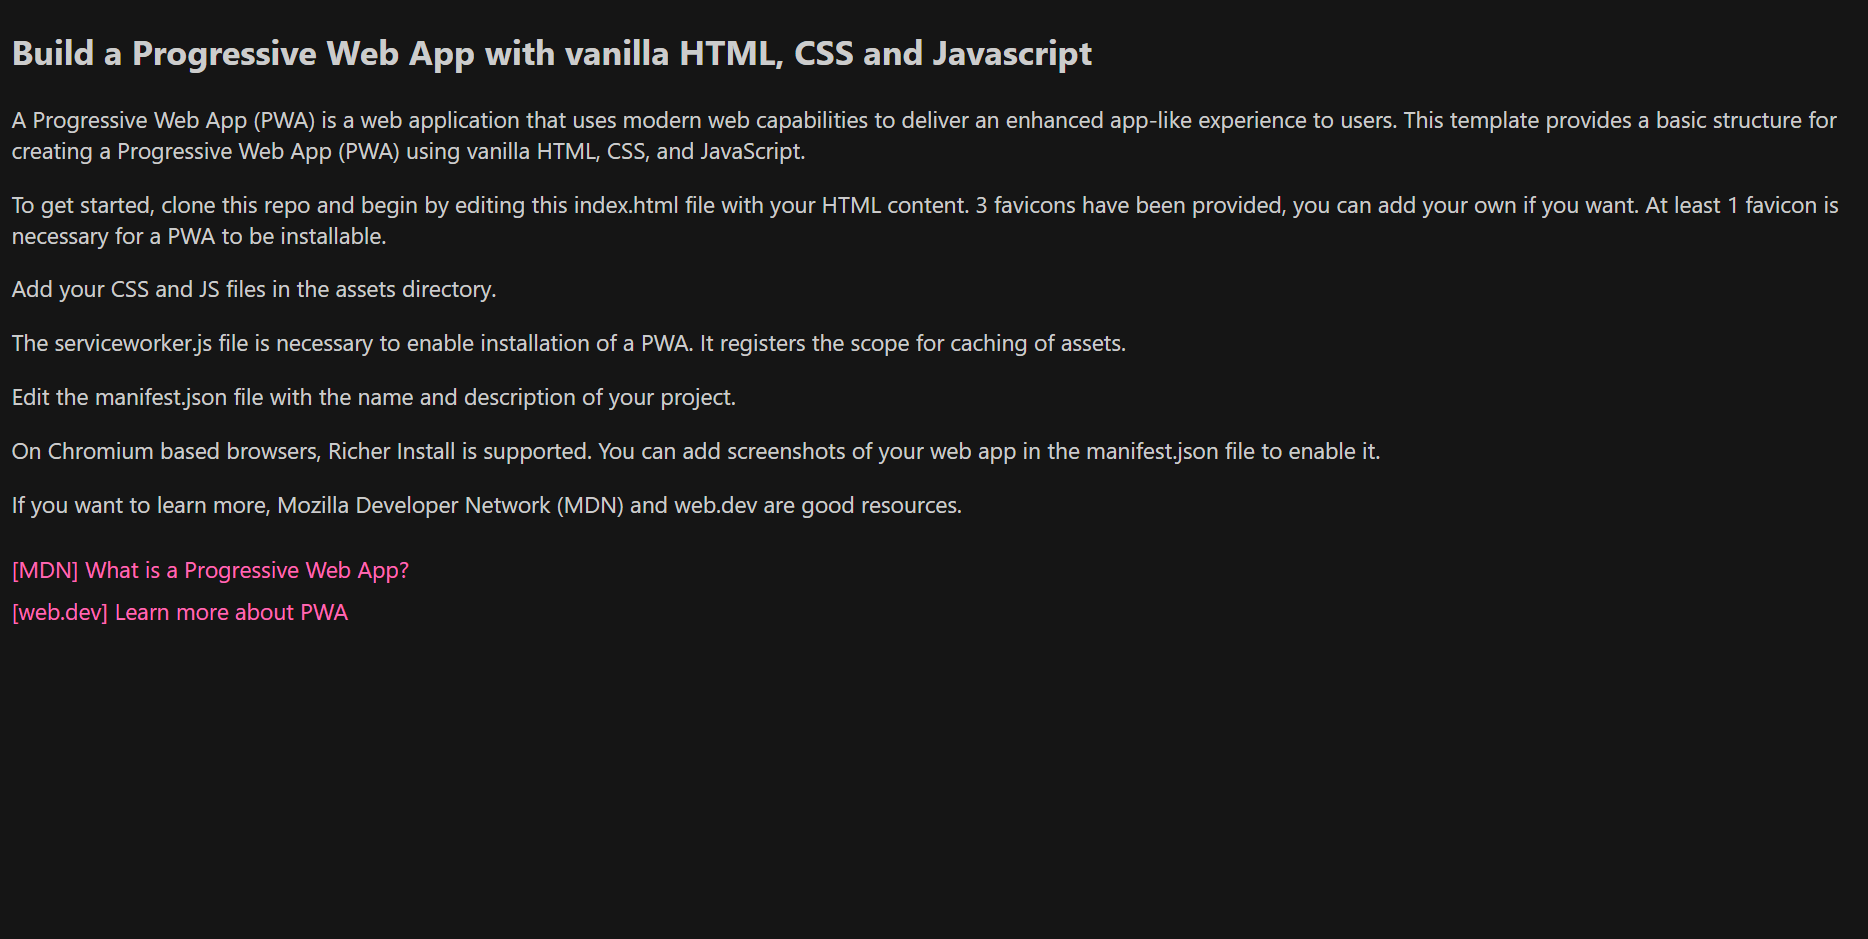 Build a Progressive Web App with vanilla HTML, CSS and Javascript
A Progressive Web App (PWA) is a web application that uses modern web capabilities to deliver an enhanced app-like experience to users. This template provides a basic structure for
creating a Progressive Web App (PWA) using vanilla HTML, CSS, and JavaScript.
To get started, clone this repo and begin by editing this index.html file with your HTML content. 3 favicons have been provided, you can add your own if you want. At least 1 favicon is
necessary for a PWA to be installable.
Add your CSS and JS files in the assets directory.
The serviceworker.js file is necessary to enable installation of a PWA. It registers the scope for caching of assets.
Edit the manifest.json file with the name and description of your project.
On Chromium based browsers, Richer Install is supported. You can add screenshots of your web app in the manifest.json file to enable it.
If you want to learn more, Mozilla Developer Network (MDN) and web.dev are good resources.
[MDN] What is a Progressive Web App?
[web.dev] Learn more about PWA